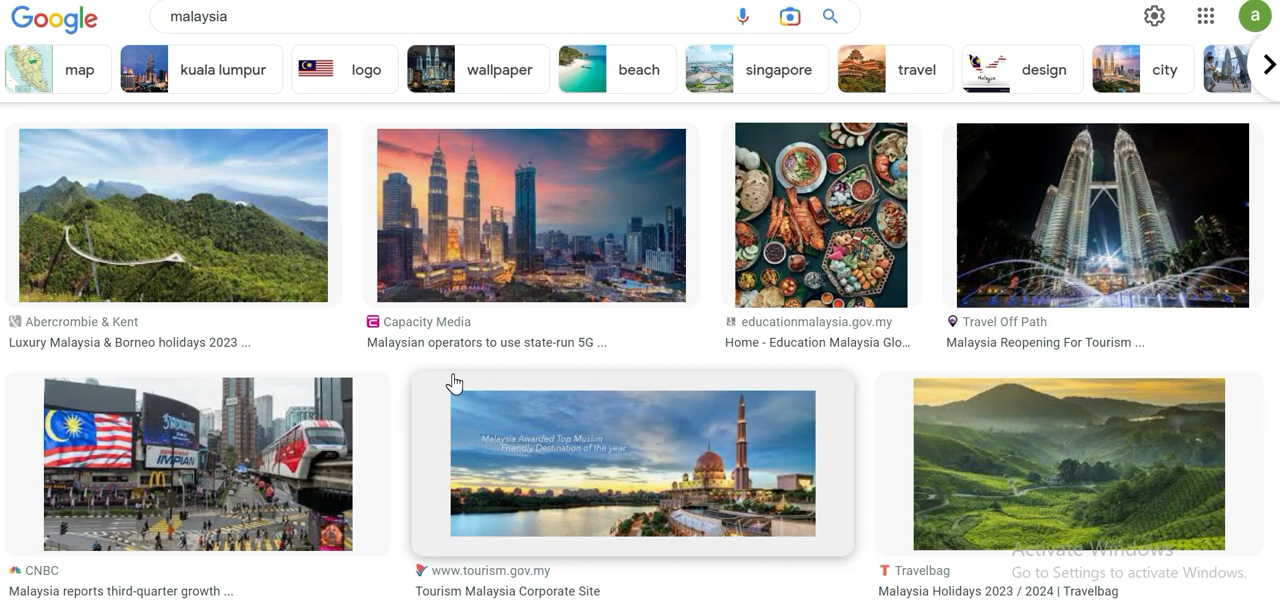 Google
malaysia
a
map
kuala lumpur
logo
wallpaper
beach
singapore
travel
design
city
Abercrombie & Kent
Luxury Malaysia & Borneo holidays 2023 ...
Capacity Media
Malaysian operators to use state-run 5G ...
educationmalaysia.gov.my
Home - Education Malaysia Glo...
Travel Off Path
Malaysia Reopening For Tourism ...
IMPIAN
Malaysia Awarded Top Muslim
Friendly Destination of the year
CNBC
Malaysia reports third-quarter growth ...
www.tourism.gov.my
Tourism Malaysia Corporate Site
Travelbag
Malaysia Holidays 2023 / 2024 | Travelbag
Activate Windows
Go to Settings to activate Windows.